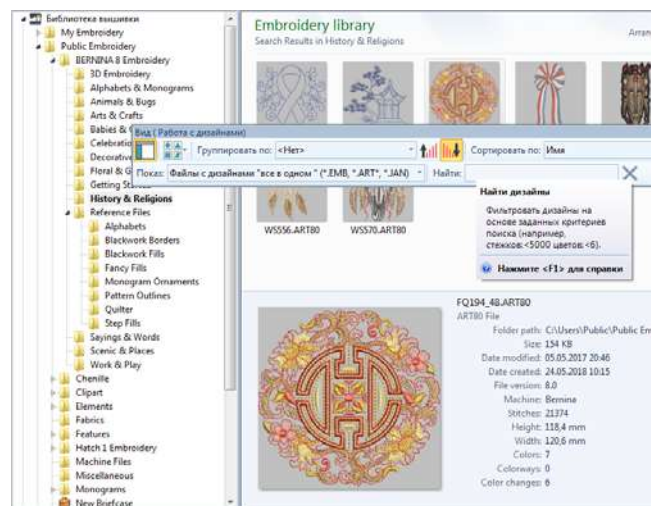 Библиотека вышивки
My Embroidery
Public Embroidery
BERNINA 8 Embroidery
3D Embroidery
Alphabets & Monograms
Animals & Bugs
Arts & Crafts
Babies &
Celebration
Decorative
Floral & G
Getting Started
History & Religions
Reference Files
Alphabets
Blackwork Borders
Blackwork Fills
Fancy Fills
Monogram Ornaments
Pattern Outlines
Quilter
Step Fills
Sayings & Words
Scenic & Places
Work & Play
Chenille
Clipart
Elements
Fabrics
Features
Hatch 1 Embroidery
Machine Files
Miscellaneous
Monograms
New Briefcase
Embroidery library
Search Results in History & Religions
Arran
Вид ( Работа с дизайнами)
Группировать по: <Нет>
Сортировать по: Имя
Показ: Файлы с дизайнами "все в одном " (*.EMB, *.ART*, *.JAN)
Найти:
Найти дизайны
Фильтровать дизайны на
основе заданных критериев
поиска (например,
стежков:<5000 цветов:<6).
Нажмите <F1> для справки
WS556.ART80
WS570.ART80
FQ194_48.ART80
ART80 File
Folder path: C:\Users\Public\Public Em
Size: 154 KB
Date modified: 05.05.2017 20:46
Date created: 24.05.2018 10:15
File version: 8.0
Machine: Bernina
Stitches: 21374
Height: 118,4 mm
Width: 120,6 mm
Colors: 7
Colorways: 0
Color changes: 6